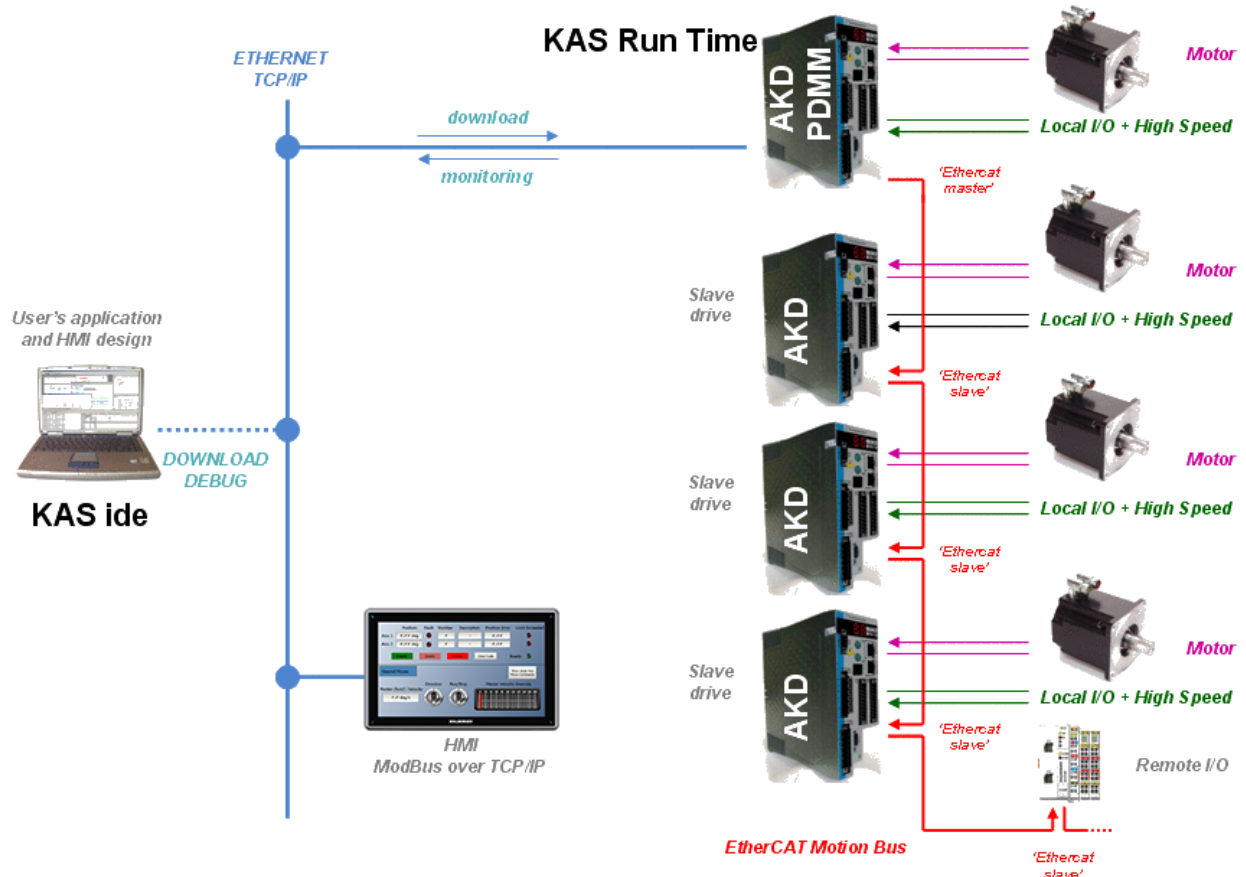 KAS Run Time
ETHERNET
TCP/IP
download
monitoring
AKD
PDMM
Motor
Local I/O + High Speed
'Ethercat
master'
Slave
drive
AKD
Motor
Local I/O + High Speed
'Ethercat
slave'
User's application
and HMI design
DOWNLOAD
DEBUG
KAS ide
Slave
drive
AKD
Motor
Local I/O + High Speed
'Ethercat
slave'
HMI
ModBus over TCP/IP
Slave
drive
AKD
Motor
Local I/O + High Speed
'Ethercat
slave'
Remote I/O
EtherCAT Motion Bus
'Ethercat
slave'